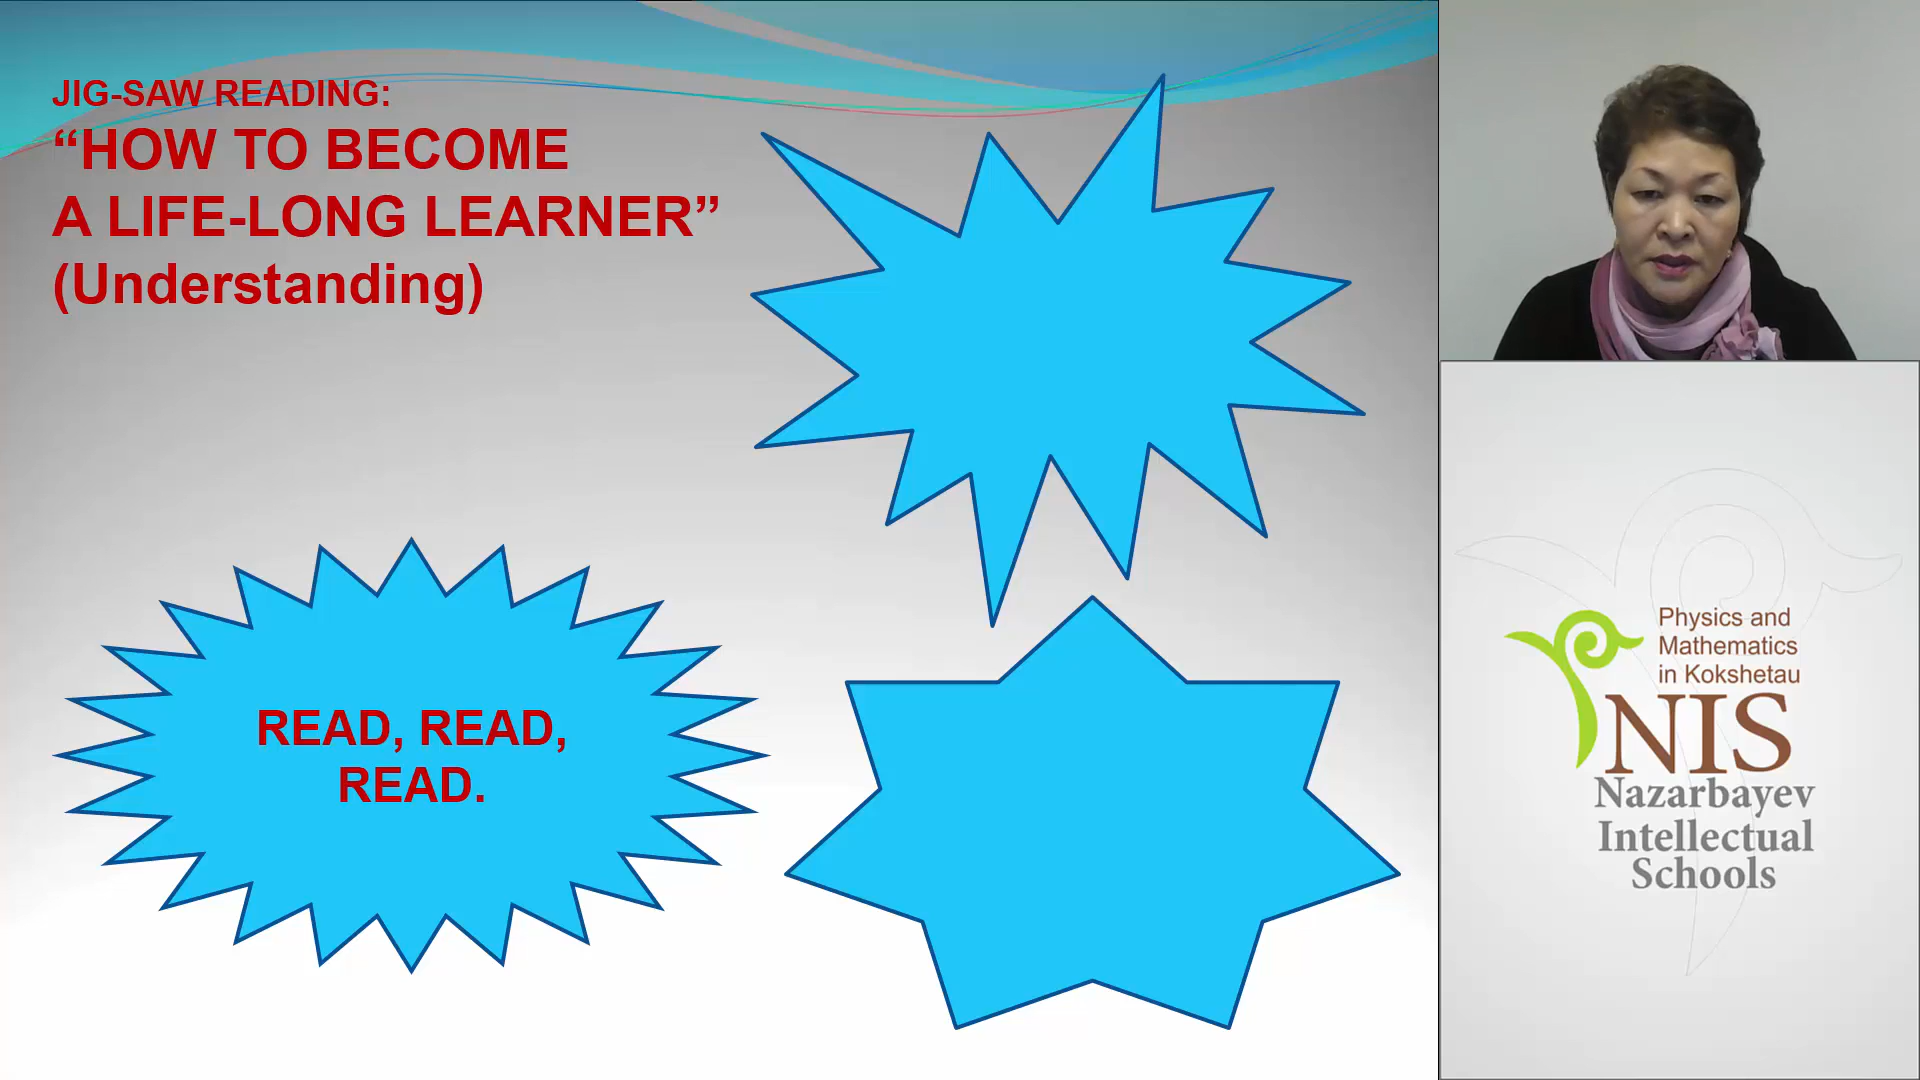 JIG-SAW READING:
“HOW TO BECOME
A LIFE-LONG LEARNER”
(Understanding)
READ, READ,
READ.
Physics and
Mathematics
in Kokshetau
NIS
Nazarbayev
Intellectual
Schools